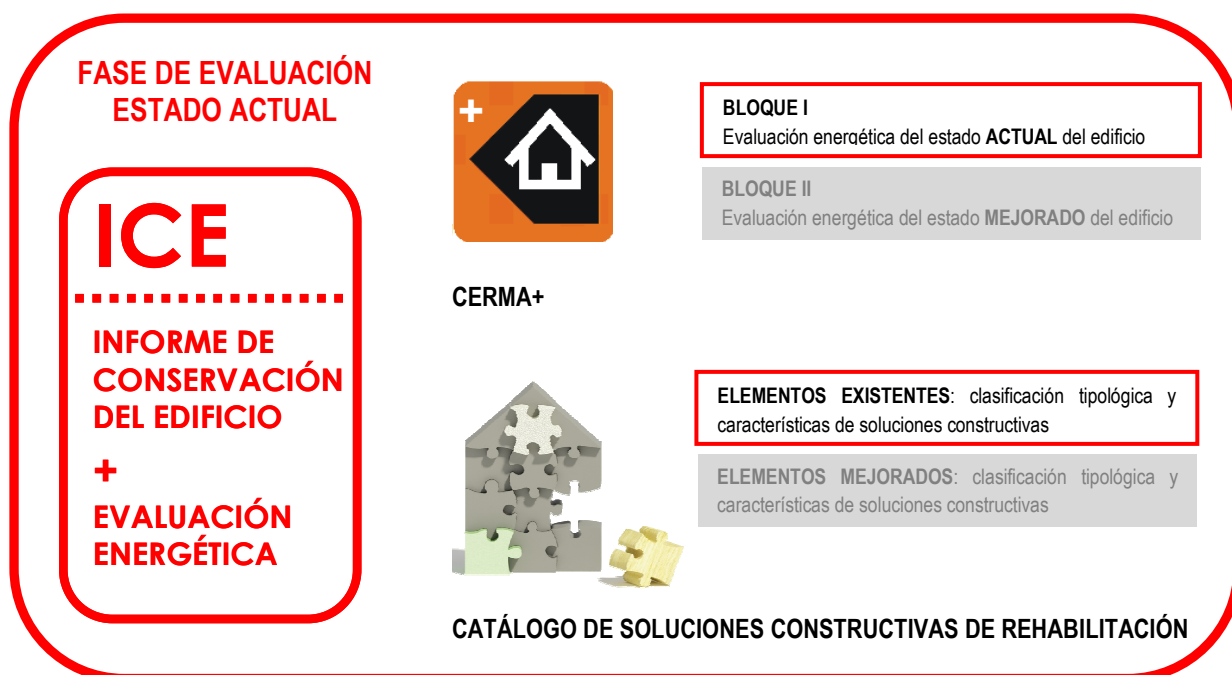 FASE DE EVALUACIÓN
ESTADO ACTUAL
ICE
INFORME DE
CONSERVACIÓN
DEL EDIFICIO
+
EVALUACIÓN
ENERGÉTICA
+
CERMA+
BLOQUE I
Evaluación energética del estado ACTUAL del edificio
BLOQUE II
Evaluación energética del estado MEJORADO del edificio
ELEMENTOS EXISTENTES: clasificación tipológica y
características de soluciones constructivas
ELEMENTOS MEJORADOS: clasificación tipológica y
características de soluciones constructivas
CATÁLOGO DE SOLUCIONES CONSTRUCTIVAS DE REHABILITACIÓN